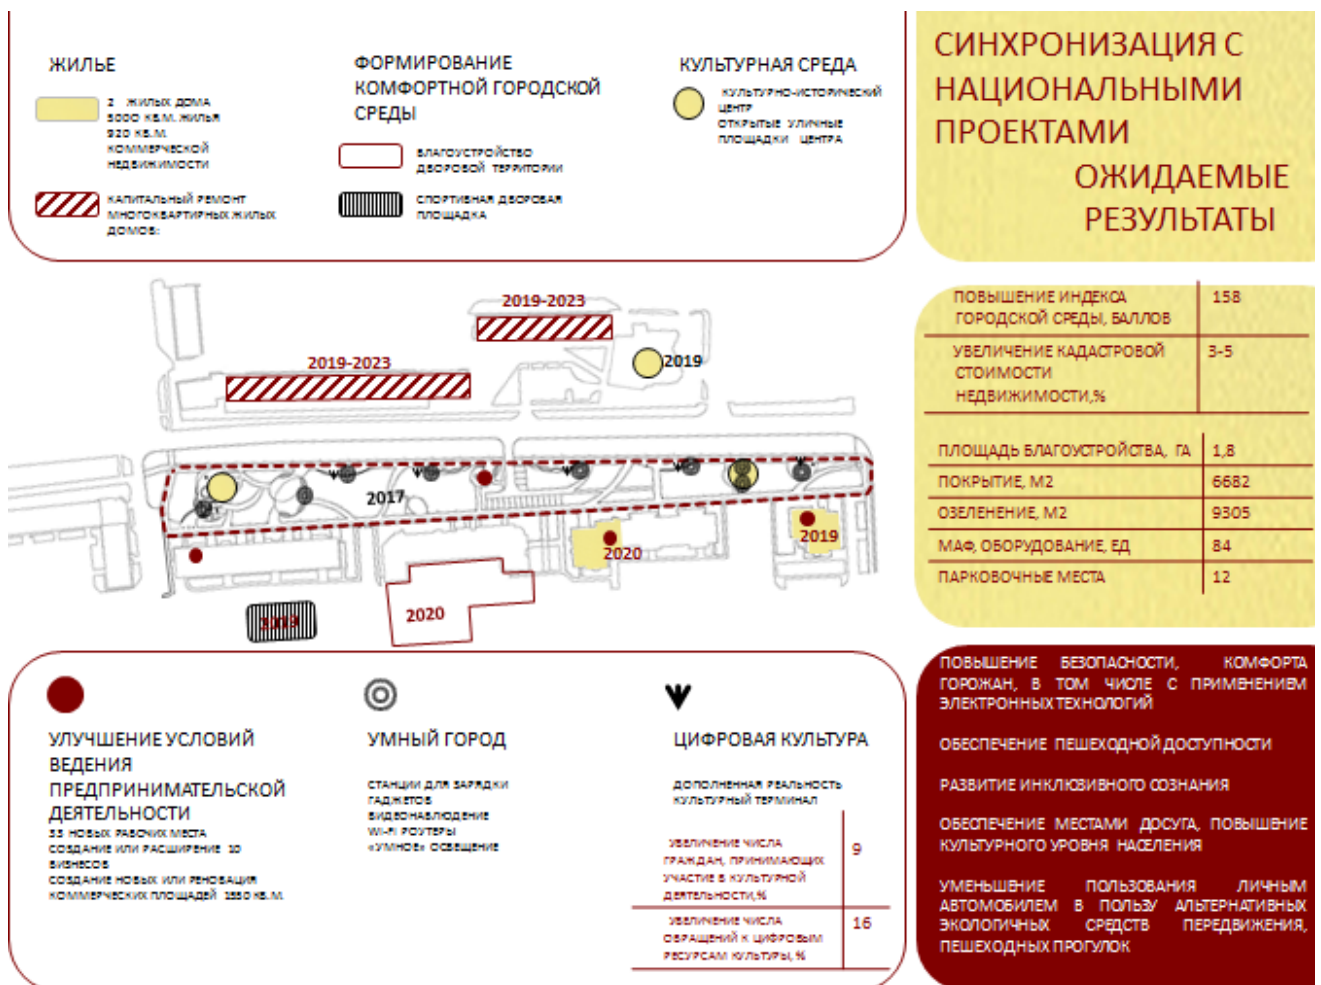 ЖИЛЬЕ
2 ЖИЛЫХ ДОМА
5000 КВ.М. ЖИЛЬЯ
920 КВ.М.
КОММЕРЧЕСКОЙ
НЕДВИЖИМОСТИ
КАПИТАЛЬНЫЙ РЕМОНТ
МНОГОКВАРТИРНЫХ ЖИЛЫХ
ДОМОВ:
ФОРМИРОВАНИЕ
КОМФОРТНОЙ ГОРОДСКОЙ
СРЕДЫ
БЛАГОУСТРОЙСТВО
ДВОРОВОЙ ТЕРРИТОРИИ
СПОРТИВНАЯ ДВОРОВАЯ
ПЛОЩАДКА
КУЛЬТУРНАЯ СРЕДА
КУЛЬТУРНО-ИСТОРИЧЕСКИЙ
ЦЕНТР
ОТКРЫТЫЕ УЛИЧНЫЕ
ПЛОЩАДКИ ЦЕНТРА
СИНХРОНИЗАЦИЯ С
НАЦИОНАЛЬНЫМИ
ПРОЕКТАМИ
ОЖИДАЕМЫЕ
РЕЗУЛЬТАТЫ
2019-2023
2019-2023
2019
2017
2020
2019
2020
ПОВЫШЕНИЕ ИНДЕКСА 158
ГОРОДСКОЙ СРЕДЫ, БАЛЛОВ
УВЕЛИЧЕНИЕ КАДАСТРОВОЙ 3-5
СТОИМОСТИ
НЕДВИЖИМОСТИ,%
ПЛОЩАДЬ БЛАГОУСТРОЙСТВА, ГА 1,8
ПОКРЫТИЕ, М2 6682
ОЗЕЛЕНЕНИЕ, М2 9305
МАФ, ОБОРУДОВАНИЕ, ЕД 84
ПАРКОВОЧНЫЕ МЕСТА 12
УЛУЧШЕНИЕ УСЛОВИЙ
ВЕДЕНИЯ
ПРЕДПРИНИМАТЕЛЬСКОЙ
ДЕЯТЕЛЬНОСТИ
33 НОВЫХ РАБОЧИХ МЕСТА
СОЗДАНИЕ ИЛИ РАСШИРЕНИЕ 10
БИЗНЕСОВ
СОЗДАНИЕ НОВЫХ ИЛИ РЕНОВАЦИЯ
КОММЕРЧЕСКИХ ПЛОЩАДЕЙ 1550 КВ.М.
УМНЫЙ ГОРОД
СТАНЦИИ ДЛЯ ЗАРЯДКИ
ГАДЖЕТОВ
ВИДЕОНАБЛЮДЕНИЕ
WI-FI РОУТЕРЫ
«УМНОЕ» ОСВЕЩЕНИЕ
ЦИФРОВАЯ КУЛЬТУРА
ДОПОЛНЕННАЯ РЕАЛЬНОСТЬ
КУЛЬТУРНЫЙ ТЕРМИНАЛ
УВЕЛИЧЕНИЕ ЧИСЛА 9
ГРАЖДАН, ПРИНИМАЮЩИХ
УЧАСТИЕ В КУЛЬТУРНОЙ
ДЕЯТЕЛЬНОСТИ,%
УВЕЛИЧЕНИЕ ЧИСЛА 16
ОБРАЩЕНИЙ К ЦИФРОВЫМ
РЕСУРСАМ КУЛЬТУРЫ, %
ПОВЫШЕНИЕ БЕЗОПАСНОСТИ, КОМФОРТА
ГОРОЖАН, В ТОМ ЧИСЛЕ С ПРИМЕНЕНИЕМ
ЭЛЕКТРОННЫХ ТЕХНОЛОГИЙ
ОБЕСПЕЧЕНИЕ ПЕШЕХОДНОЙ ДОСТУПНОСТИ
РАЗВИТИЕ ИНКЛЮЗИВНОГО СОЗНАНИЯ
ОБЕСПЕЧЕНИЕ МЕСТАМИ ДОСУГА, ПОВЫШЕНИЕ
КУЛЬТУРНОГО УРОВНЯ НАСЕЛЕНИЯ
УМЕНЬШЕНИЕ ПОЛЬЗОВАНИЯ ЛИЧНЫМ
АВТОМОБИЛЕМ В ПОЛЬЗУ АЛЬТЕРНАТИВНЫХ
ЭКОЛОГИЧНЫХ СРЕДСТВ ПЕРЕДВИЖЕНИЯ,
ПЕШЕХОДНЫХ ПРОГУЛОК